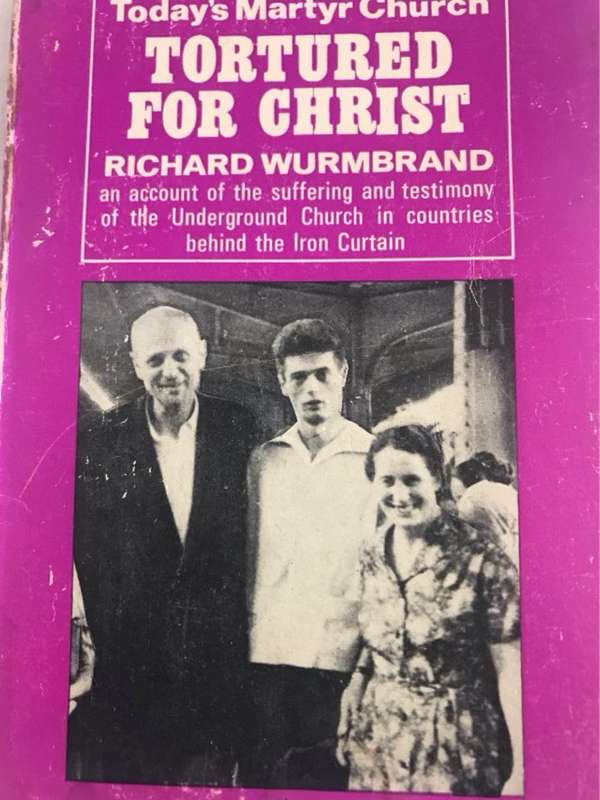 Today's Martyr Church
TORTURED
FOR CHRIST
RICHARD WURMBRAND
an account of the suffering and testimony
of the Underground Church in countries
behind the Iron Curtain